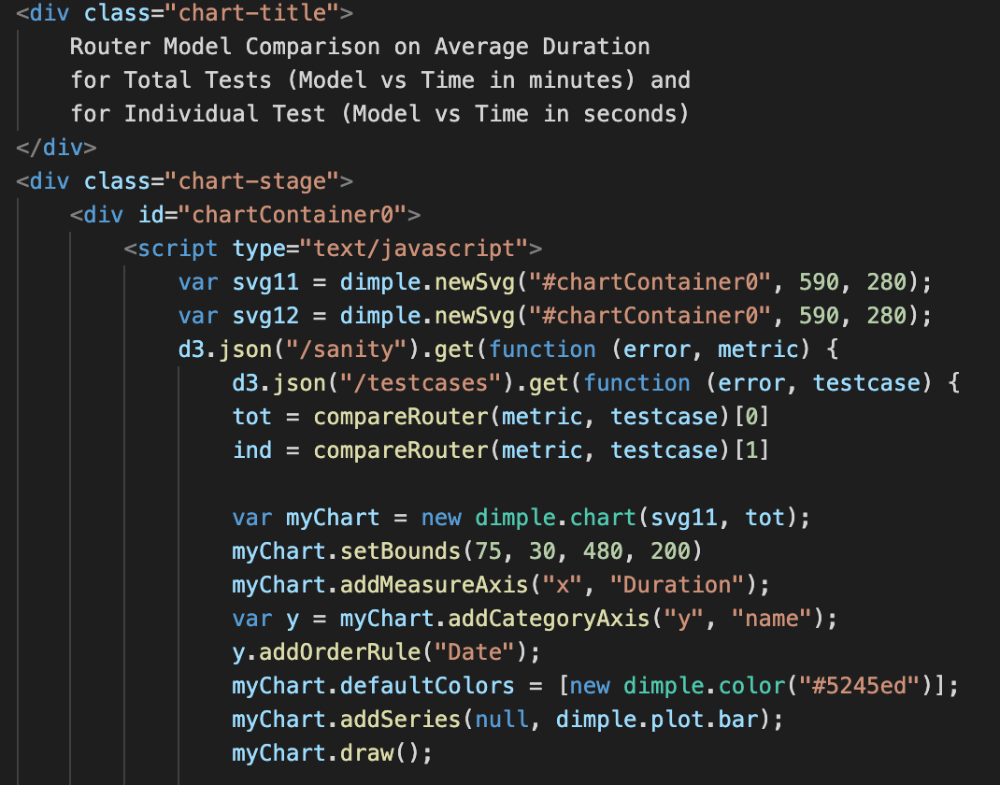 <div class="chart-title">
    Router Model Comparison on Average Duration
    for Total Tests (Model vs Time in minutes) and
    for Individual Test (Model vs Time in seconds)
</div>
<div class="chart-stage">
    <div id="chartContainer0">
        <script type="text/javascript">
            var svg11 = dimple.newSvg("#chartContainer0", 590, 280);
            var svg12 = dimple.newSvg("#chartContainer0", 590, 280);
            d3.json("/sanity").get(function (error, metric) {
                d3.json("/testcases").get(function (error, testcase) {
                tot = compareRouter(metric, testcase)[0]
                ind = compareRouter(metric, testcase)[1]

                var myChart = new dimple.chart(svg11, tot);
                myChart.setBounds(75, 30, 480, 200)
                myChart.addMeasureAxis("x", "Duration");
                var y = myChart.addCategoryAxis("y", "name");
                y.addOrderRule("Date");
                myChart.defaultColors = [new dimple.color("#5245ed")];
                myChart.addSeries(null, dimple.plot.bar);
                myChart.draw();